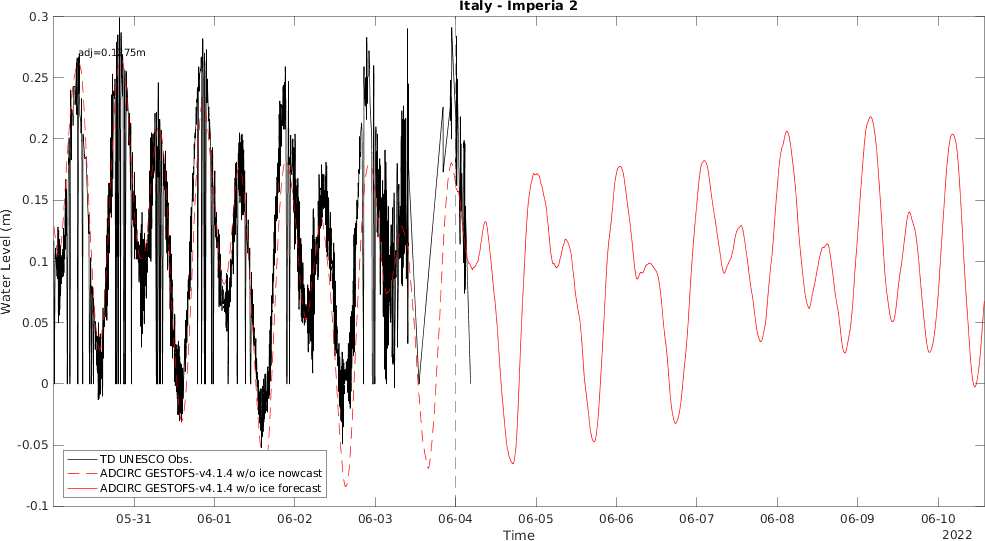 Italy - Imperia 2
0.3
0.25
0.2
0.15
0.1
0.05
0
-0.05
-0.1
Water Level (m)
adj=0.1275m
TD UNESCO Obs.
ADCIRC GESTOFS-v4.1.4 w/o ice nowcast
ADCIRC GESTOFS-v4.1.4 w/o ice forecast
05-31 06-01 06-02 06-03 06-04 06-05 06-06 06-07 06-08 06-09 06-10
Time
2022